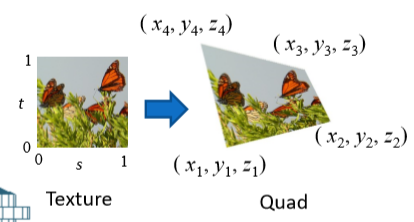 (x₄, y₄, z₄)
(x₃, y₃, z₃)
1
t
0
0 s 1
(x₂, y₂, z₂)
(x₁, y₁, z₁)
Texture
Quad